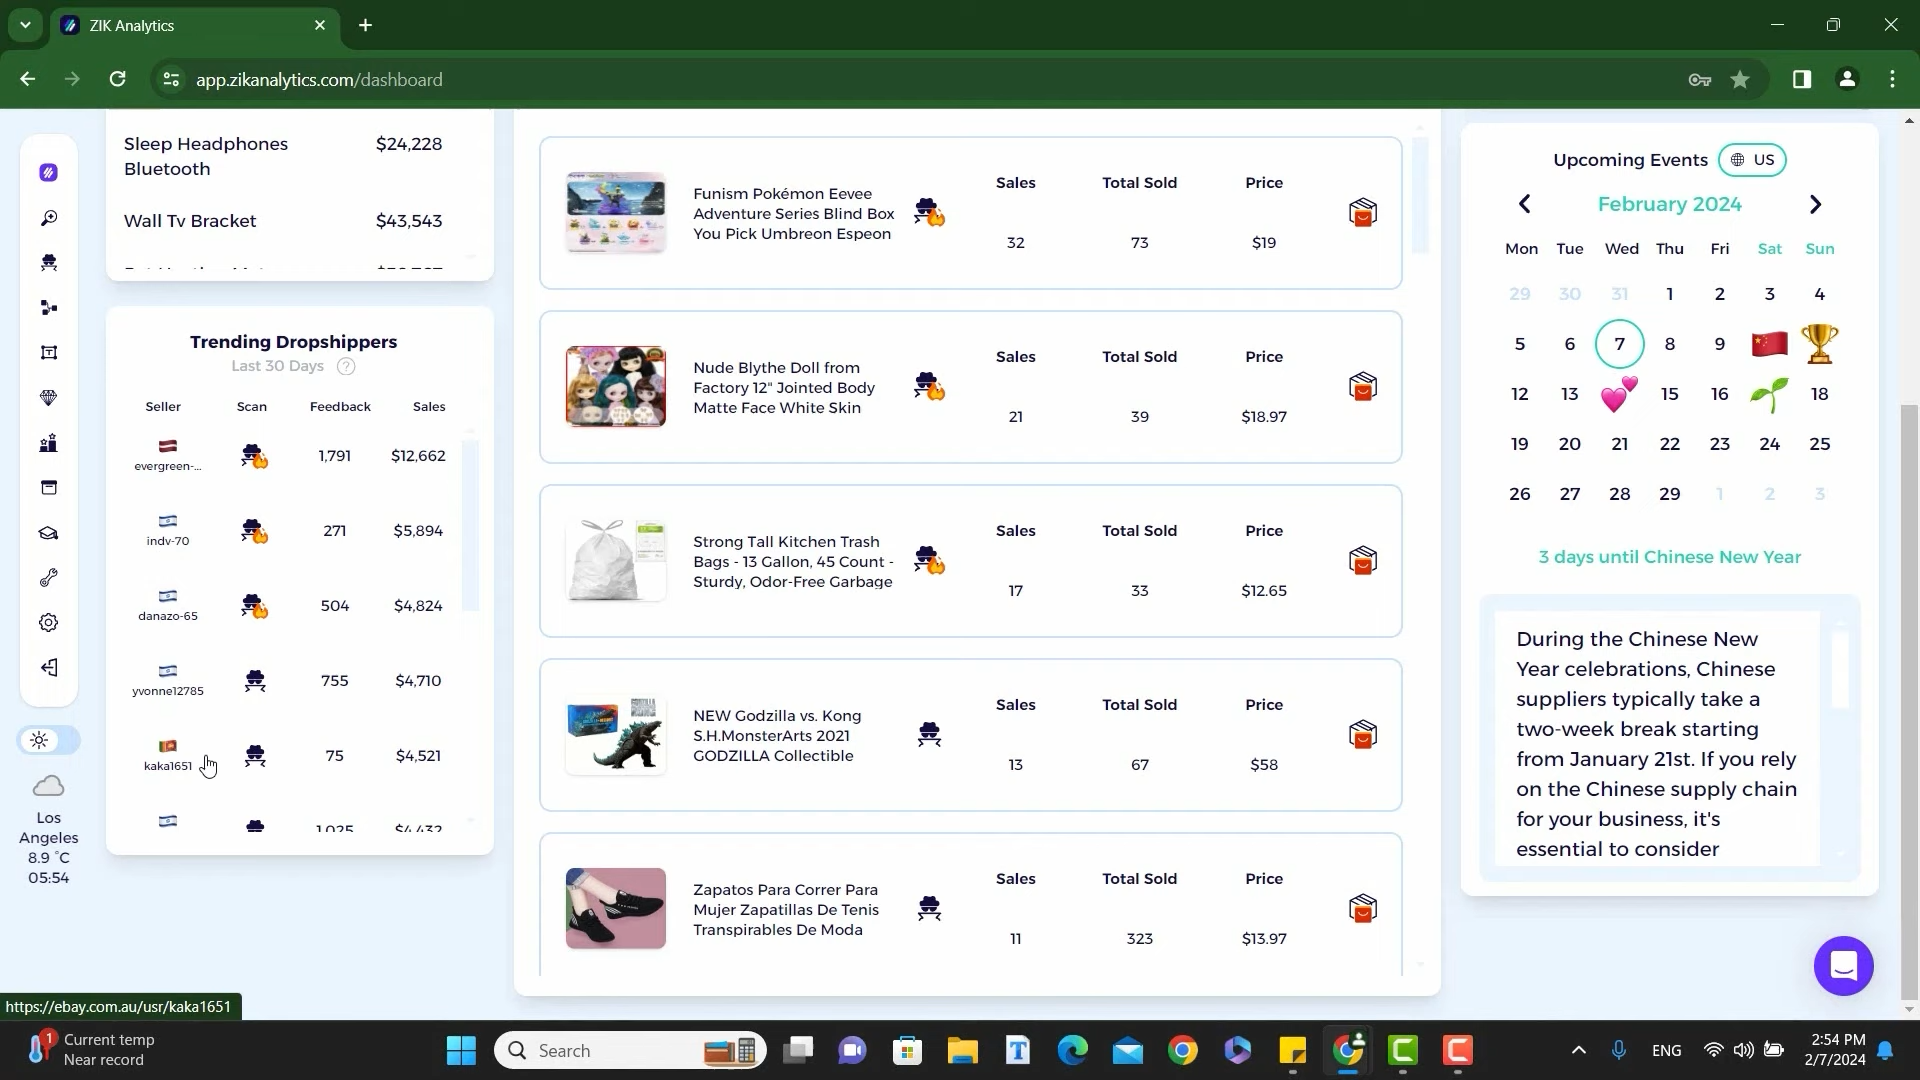 ZIK Analytics
app.zikanalytics.com/dashboard
Sleep Headphones
Bluetooth
$24,228
Wall Tv Bracket
$43,543
Trending Dropshippers
Last 30 Days ?
Seller Scan Feedback Sales
evergreen-... 1,791 $12,662
indv-70 271 $5,894
danazo-65 504 $4,824
yvonne12785 755 $4,710
kaka1651 75 $4,521
1,025 $4,432
Los
Angeles
8.9 °C
05:54
Funism Pokémon Eevee
Adventure Series Blind Box
You Pick Umbreon Espeon
Sales Total Sold Price
32 73 $19
Nude Blythe Doll from
Factory 12" Jointed Body
Matte Face White Skin
Sales Total Sold Price
21 39 $18.97
Strong Tall Kitchen Trash
Bags - 13 Gallon, 45 Count -
Sturdy, Odor-Free Garbage
Sales Total Sold Price
17 33 $12.65
NEW Godzilla vs. Kong
S.H.MonsterArts 2021
GODZILLA Collectible
Sales Total Sold Price
13 67 $58
Zapatos Para Correr Para
Mujer Zapatillas De Tenis
Transpirables De Moda
Sales Total Sold Price
11 323 $13.97
Upcoming Events US
February 2024
Mon Tue Wed Thu Fri Sat Sun
29 30 31 1 2 3 4
5 6 7 8 9
12 13 15 16 18
19 20 21 22 23 24 25
26 27 28 29 1 2 3
3 days until Chinese New Year
During the Chinese New
Year celebrations, Chinese
suppliers typically take a
two-week break starting
from January 21st. If you rely
on the Chinese supply chain
for your business, it's
essential to consider
https://ebay.com.au/usr/kaka1651
1
Current temp
Near record
Search
ENG
2:54 PM
2/7/2024